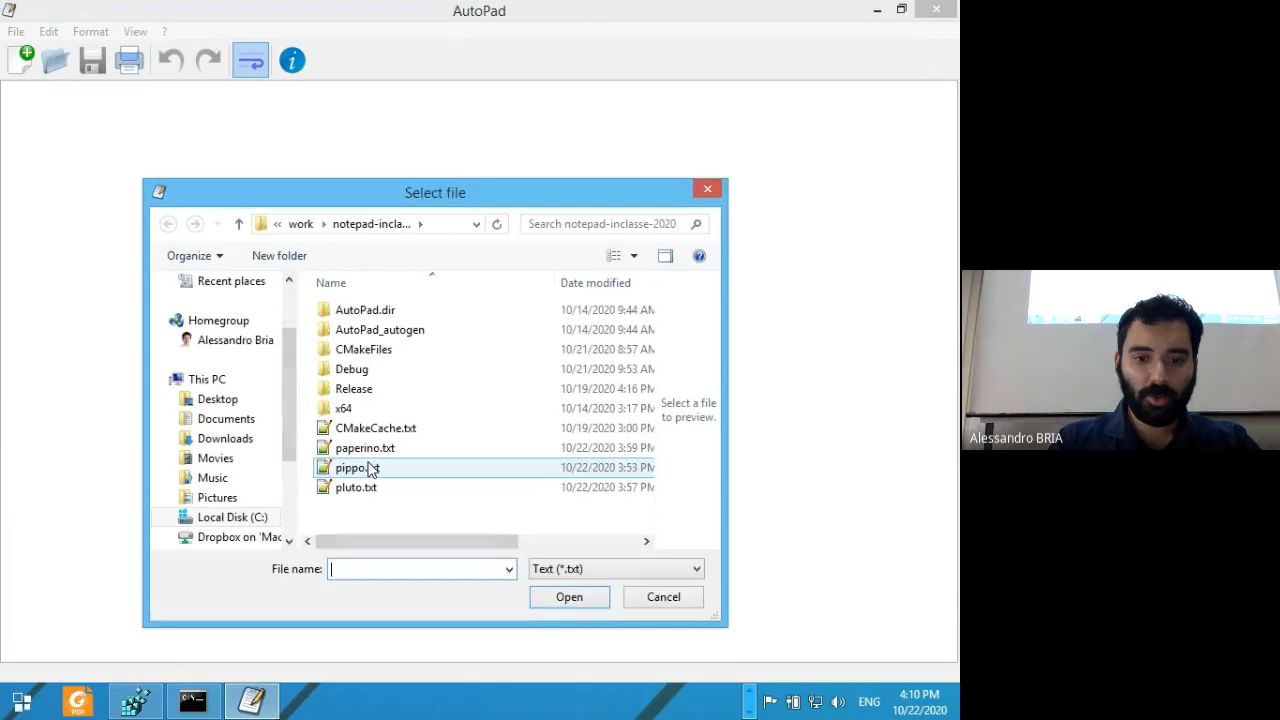 AutoPad
File Edit Format View ?
Select file
« work notepad-incla...
Search notepad-inclasse-2020
Organize New folder
Name Date modified
Recent places
Homegroup
Alessandro Bria
This PC
Desktop
Documents
Downloads
Movies
Music
Pictures
Local Disk (C:)
Dropbox on 'Mac
AutoPad.dir 10/14/2020 9:44 AM
AutoPad_autogen 10/14/2020 9:44 AM
CMakeFiles 10/21/2020 8:57 AM
Debug 10/21/2020 9:53 AM
Release 10/19/2020 4:16 PM
x64 10/14/2020 3:17 PM
CMakeCache.txt 10/19/2020 3:00 PM
paperino.txt 10/22/2020 3:59 PM
pippo.txt 10/22/2020 3:53 PM
pluto.txt 10/22/2020 3:57 PM
Select a file
to preview.
File name: Text (*.txt)
Open Cancel
Alessandro BRIA
PDF
C:\
ENG
4:10 PM
10/22/2020